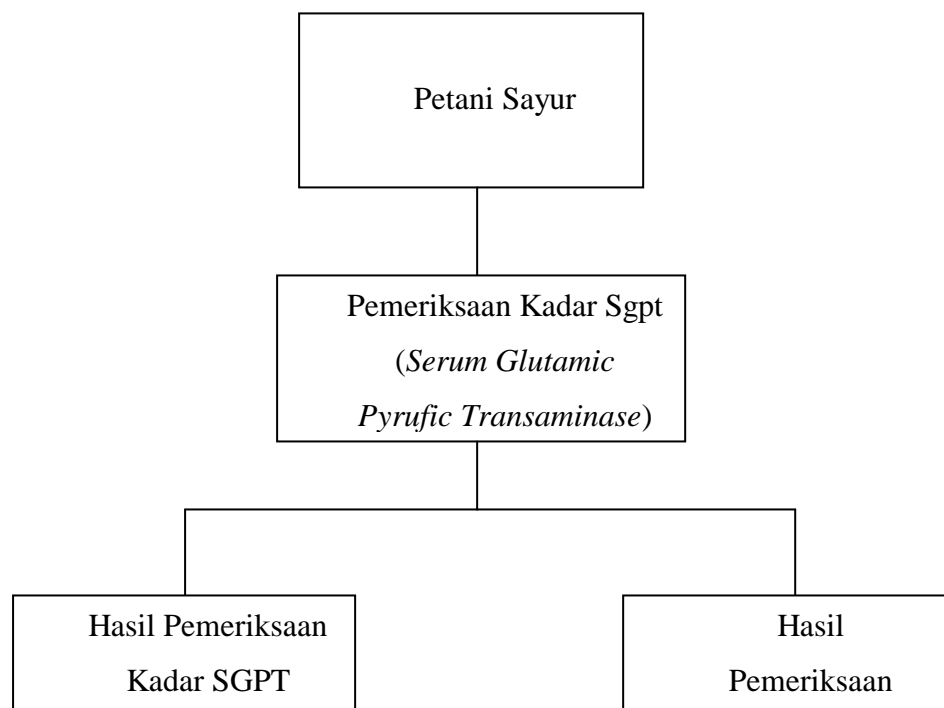 Petani Sayur
Pemeriksaan Kadar Sgpt
(Serum Glutamic
Pyrufic Transaminase)
Hasil Pemeriksaan
Kadar SGPT
Hasil
Pemeriksaan